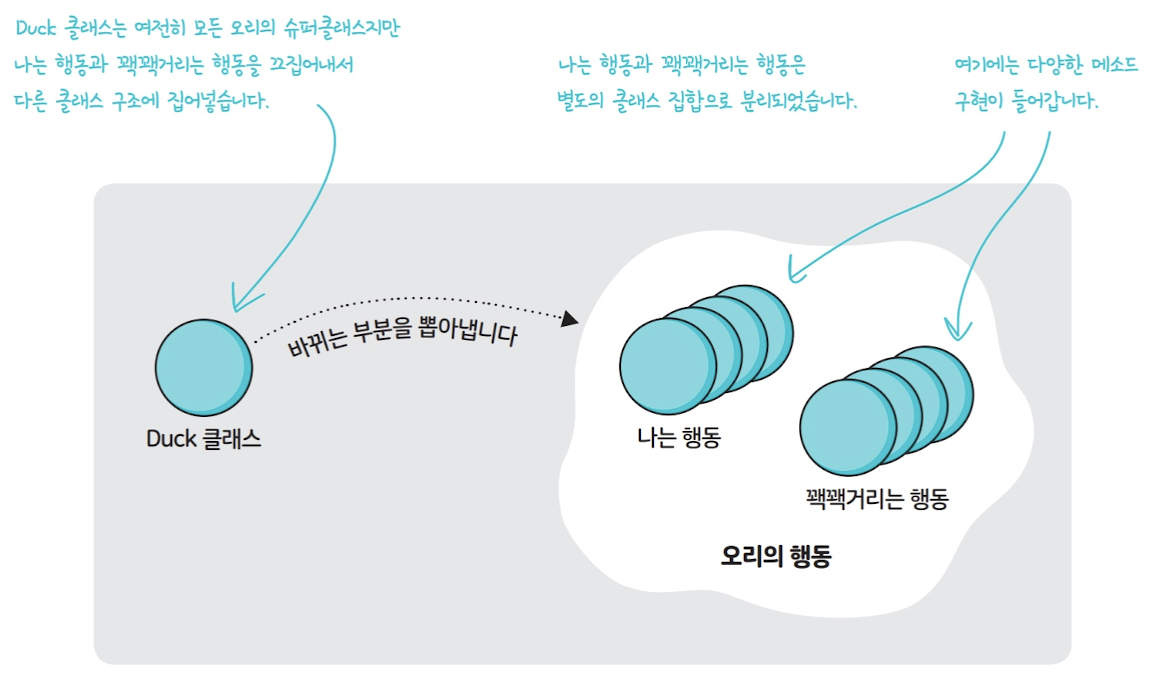 Duck 클래스는 여전히 모든 오리의 슈퍼클래스지만
나는 행동과 꽥꽥거리는 행동을 끄집어내서
다른 클래스 구조에 집어넣습니다.
나는 행동과 꽥꽥거리는 행동은
별도의 클래스 집합으로 분리되었습니다.
여기에는 다양한 메소드
구현이 들어갑니다.
바뀌는 부분을 뽑아냅니다
Duck 클래스
나는 행동
꽥꽥거리는 행동
오리의 행동